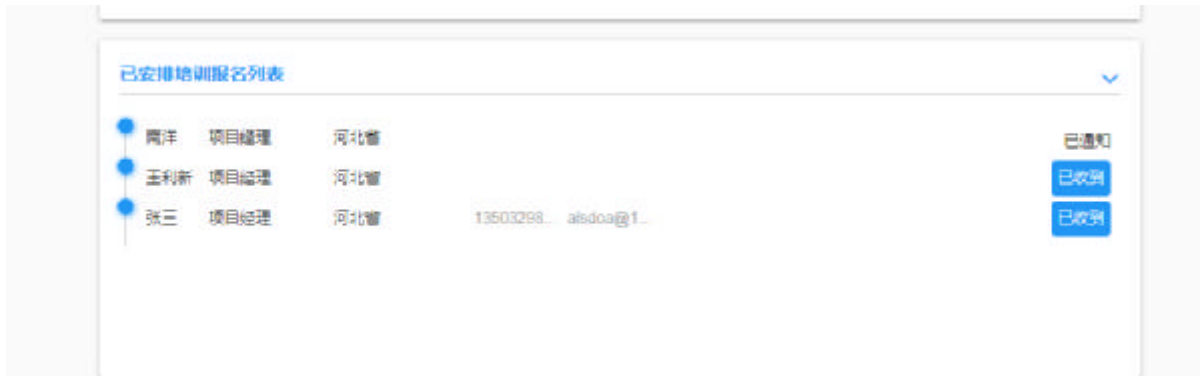 已安排培训报名列表
南洋 项目经理 河北省 已通知
王利新 项目经理 河北省 已收到
张三 项目经理 河北省 13503298... alsdoa@1...
已收到